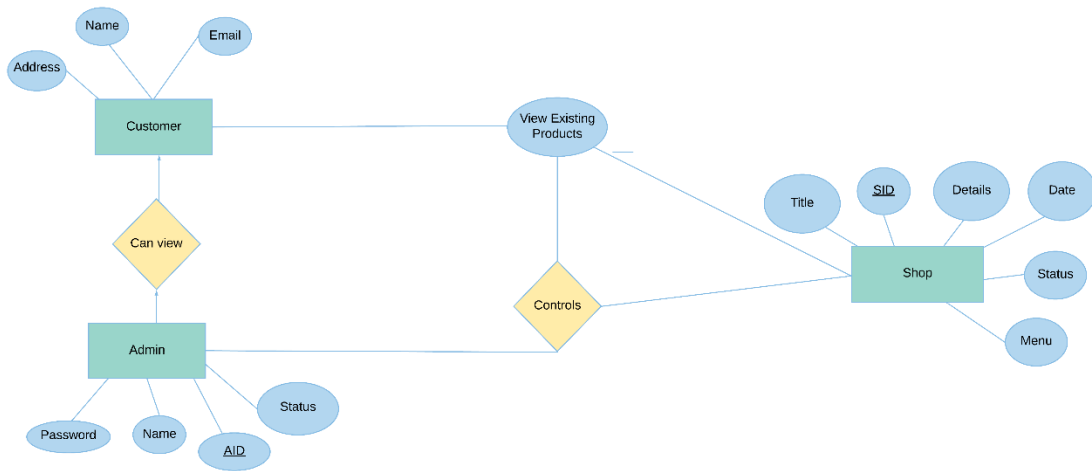 Name
Email
Address
Customer
View Existing
Products
Title
SID
Details
Date
Can view
Shop
Status
Controls
Menu
Admin
Status
Password
Name
AID